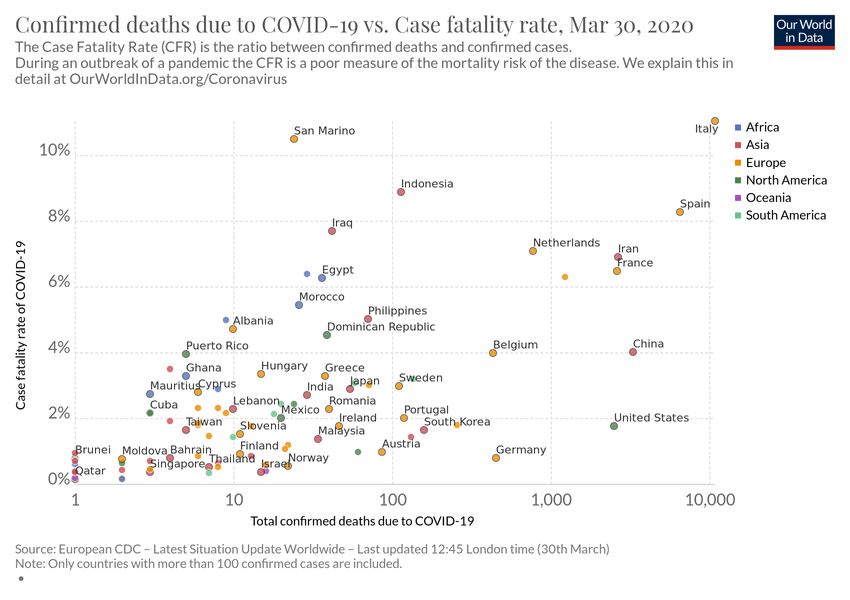 Confirmed deaths due to COVID-19 vs. Case fatality rate, Mar 30, 2020
Our World
in Data
The Case Fatality Rate (CFR) is the ratio between confirmed deaths and confirmed cases.
During an outbreak of a pandemic the CFR is a poor measure of the mortality risk of the disease. We explain this in
detail at OurWorldInData.org/Coronavirus
San Marino
Italy
Africa
10%
Asia
Europe
Indonesia
North America
Oceania
Spain
8%
South America
Iraq
Netherlands
Iran
Egypt
France
6%
Morocco
Albania
Philippines
Dominican Republic
Puerto Rico
Belgium
China
4%
Ghana
Hungary
Greece
Mauritius
Cyprus
Japan
Sweden
India
Cuba
Lebanon
Romania
2%
Mexico
Ireland
Portugal
United States
Taiwan
Slovenia
South Korea
Malaysia
Brunei
Moldova
Bahrain
Finland
Austria
Germany
Qatar
Singapore
Thailand
Israel
Norway
0%
1
10
100
1,000
10,000
Case fatality rate of COVID-19
Total confirmed deaths due to COVID-19
Source: European CDC – Latest Situation Update Worldwide – Last updated 12:45 London time (30th March)
Note: Only countries with more than 100 confirmed cases are included.